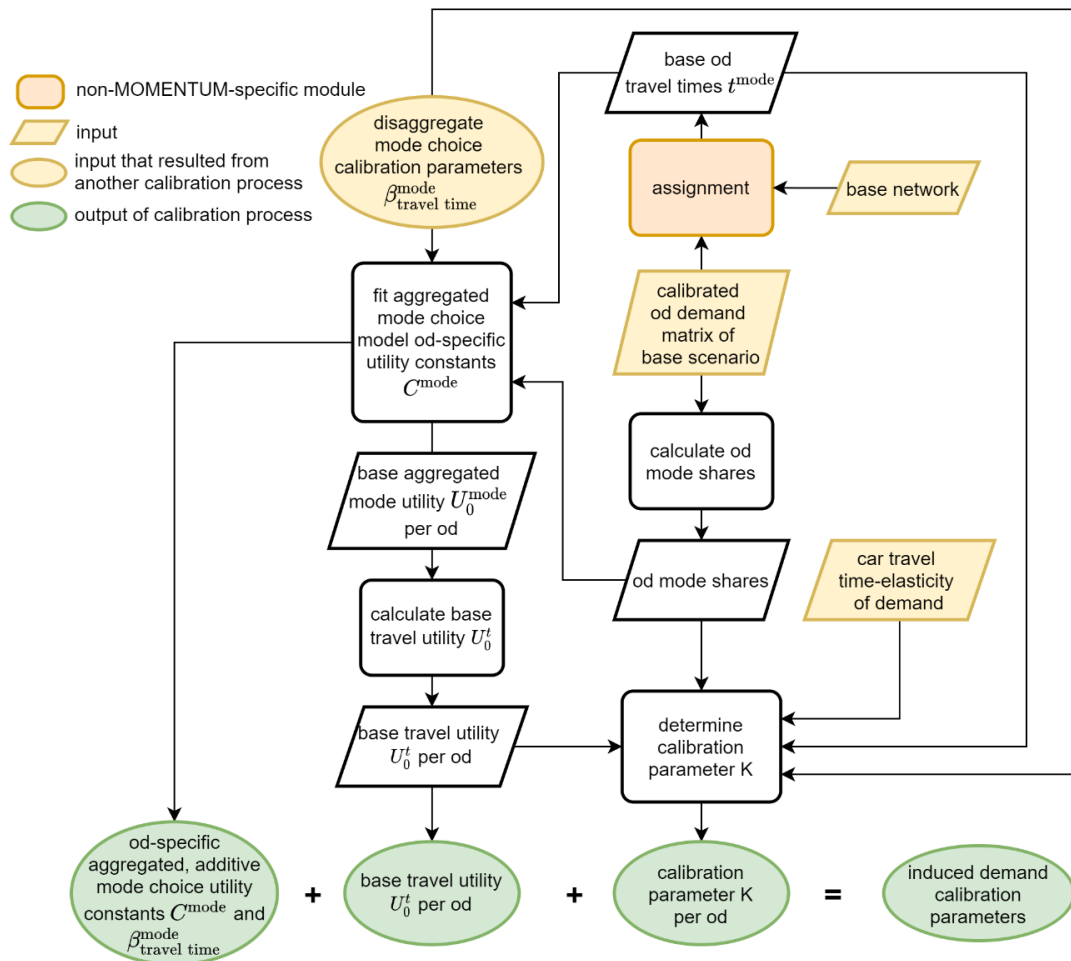 non-MOMENTUM-specific module
input
input that resulted from
another calibration process
output of calibration process
disaggregate
mode choice
calibration parameters
β^mode_travel time
base od
travel times t^mode
assignment
base network
calibrated
od demand
matrix of
base scenario
fit aggregated
mode choice
model od-specific
utility constants
C^mode
calculate od
mode shares
base aggregated
mode utility U_0^mode
per od
od mode shares
car travel
time-elasticity
of demand
calculate base
travel utility U_0^t
base travel utility
U_0^t per od
determine
calibration
parameter K
od-specific
aggregated, additive
mode choice utility
constants C^mode and
β^mode_travel time
+
base travel utility
U_0^t per od
+
calibration
parameter K
per od
=
induced demand
calibration
parameters